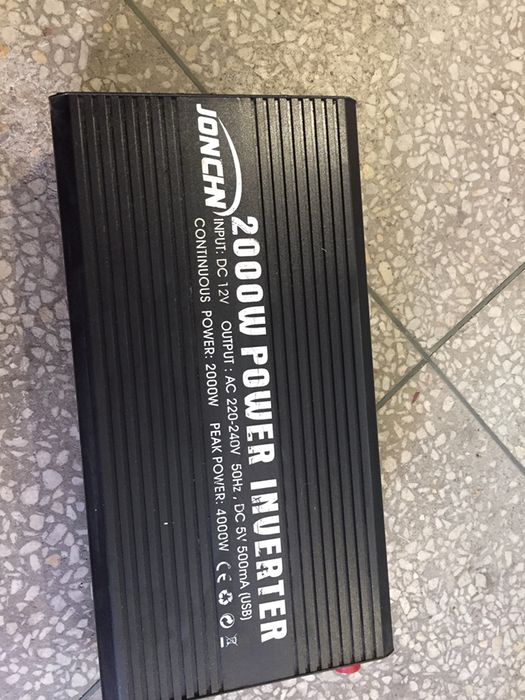 JONCHN
2000W POWER INVERTER
INPUT: DC 12V OUTPUT : AC 220-240V 50Hz , DC 5V 500mA (USB)
CONTINUOUS POWER: 2000W PEAK POWER: 4000W CE